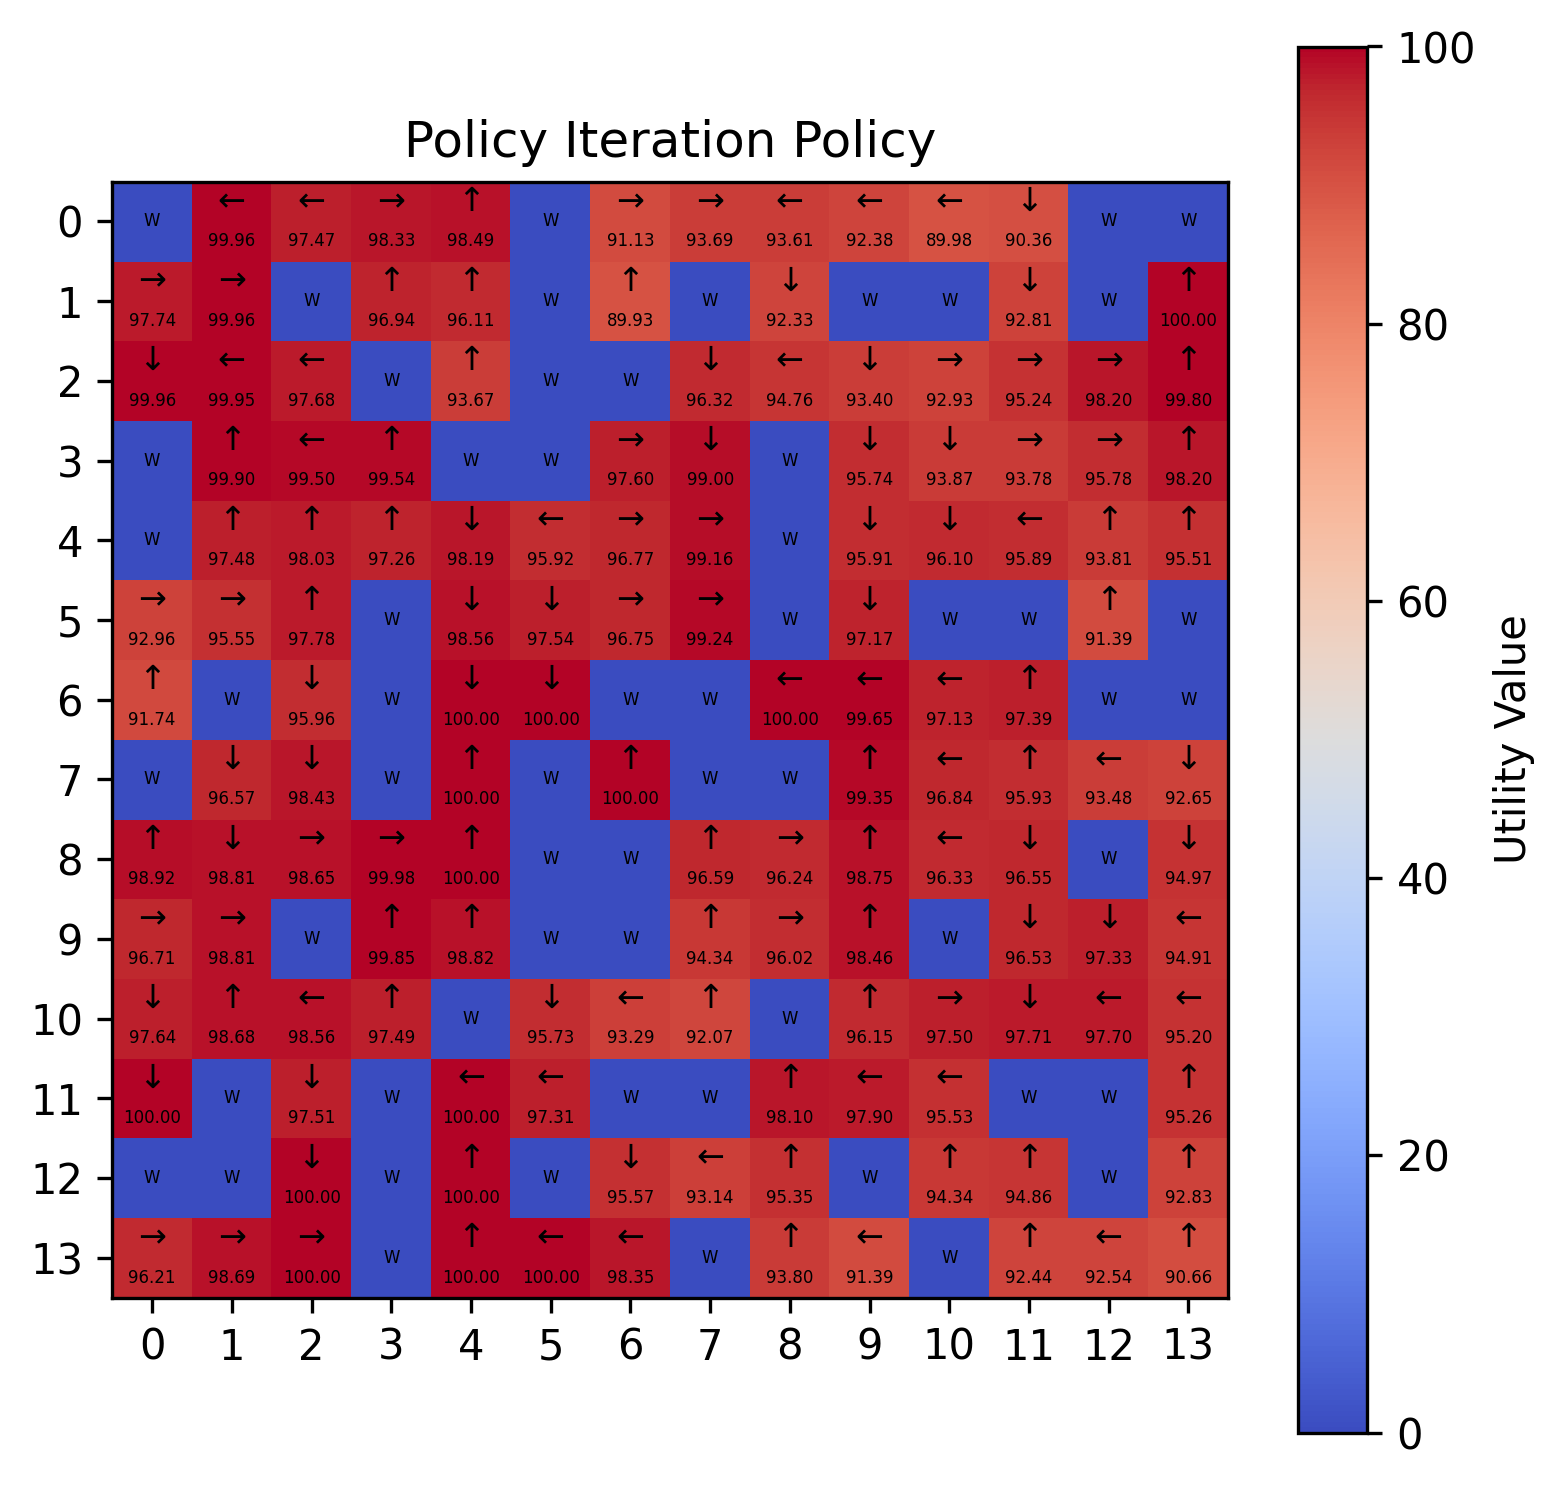 Policy Iteration Policy
0 W ← ← → ↑ W → → ← ← ← ↓ W W
99.96 97.47 98.33 98.49 91.13 93.69 93.61 92.38 89.98 90.36
1 → → W ↑ ↑ W ↑ W ↓ W W ↓ W ↑
97.74 99.96 96.94 96.11 89.93 92.33 92.81 100.00
2 ↓ ← ← W ↑ W W ↓ ← ↓ → → → ↑
99.96 99.95 97.68 93.67 96.32 94.76 93.40 92.93 95.24 98.20 99.80
3 W ↑ ← ↑ W W → ↓ W ↓ ↓ → → ↑
99.90 99.50 99.54 97.60 99.00 95.74 93.87 93.78 95.78 98.20
4 W ↑ ↑ ↑ ↓ ← → → W ↓ ↓ ← ↑ ↑
97.48 98.03 97.26 98.19 95.92 96.77 99.16 95.91 96.10 95.89 93.81 95.51
5 → → ↑ W ↓ ↓ → → W ↓ W W ↑ W
92.96 95.55 97.78 98.56 97.54 96.75 99.24 97.17 91.39
6 ↑ W ↓ W ↓ ↓ W W ← ← ← ↑ W W
91.74 95.96 100.00 100.00 100.00 99.65 97.13 97.39
7 W ↓ ↓ W ↑ W ↑ W W ↑ ← ↑ ← ↓
96.57 98.43 100.00 100.00 99.35 96.84 95.93 93.48 92.65
8 ↑ ↓ → → ↑ W W ↑ → ↑ ← ↓ W ↓
98.92 98.81 98.65 99.98 100.00 96.59 96.24 98.75 96.33 96.55 94.97
9 → → W ↑ ↑ W W ↑ → ↑ W ↓ ↓ ←
96.71 98.81 99.85 98.82 94.34 96.02 98.46 96.53 97.33 94.91
10 ↓ ↑ ← ↑ W ↓ ← ↑ W ↑ → ↓ ← ←
97.64 98.68 98.56 97.49 95.73 93.29 92.07 96.15 97.50 97.71 97.70 95.20
11 ↓ W ↓ W ← ← W W ↑ ← ← W W ↑
100.00 97.51 100.00 97.31 98.10 97.90 95.53 95.26
12 W W ↓ W ↑ W ↓ ← ↑ W ↑ ↑ W ↑
100.00 100.00 95.57 93.14 95.35 94.34 94.86 92.83
13 → → → W ↑ ← ← W ↑ ← W ↑ ← ↑
96.21 98.69 100.00 100.00 100.00 98.35 93.80 91.39 92.44 92.54 90.66
0 1 2 3 4 5 6 7 8 9 10 11 12 13
100
80
60
40
20
0
Utility Value